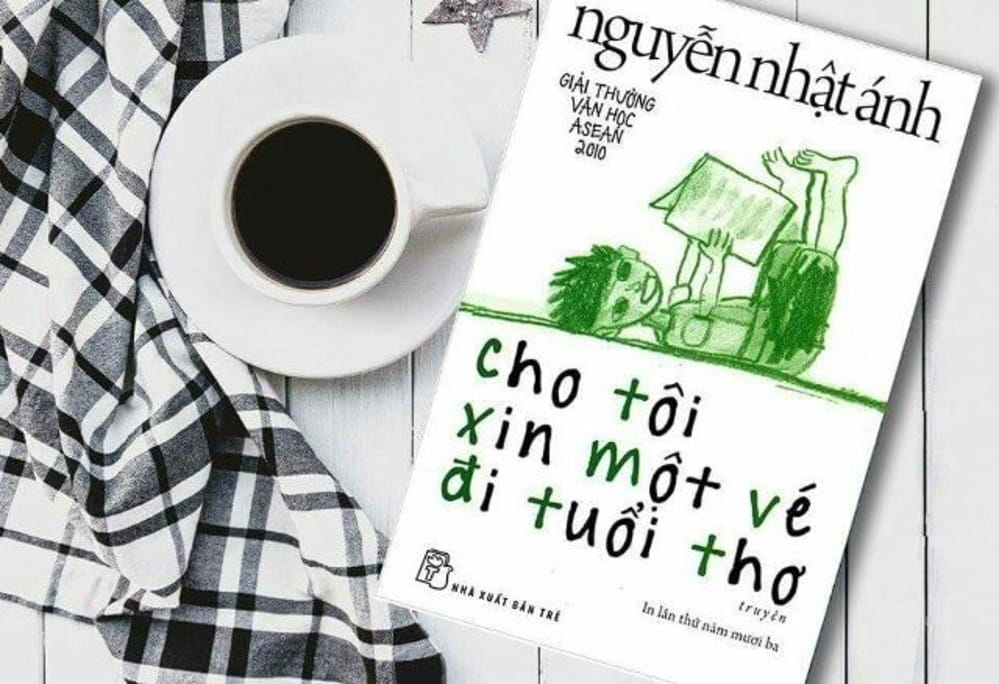 nguyễn nhật ánh
GIẢI THƯỞNG
VĂN HỌC
ASEAN
2010
cho tôi
xin một vé
đi tuổi thơ
truyện
NHÀ XUẤT BẢN TRẺ
In lần thứ năm mươi ba